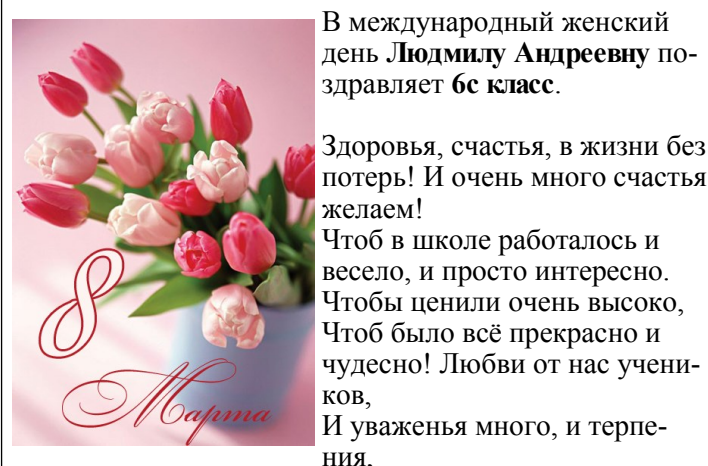 В международный женский
день Людмилу Андреевну по-
здравляет 6с класс.
Здоровья, счастья, в жизни без
потерь! И очень много счастья
желаем!
Чтоб в школе работалось и
весело, и просто интересно.
Чтобы ценили очень высоко,
Чтоб было всё прекрасно и
чудесно! Любви от нас учени-
ков,
И уваженья много, и терпе-
ния,
8
Марта